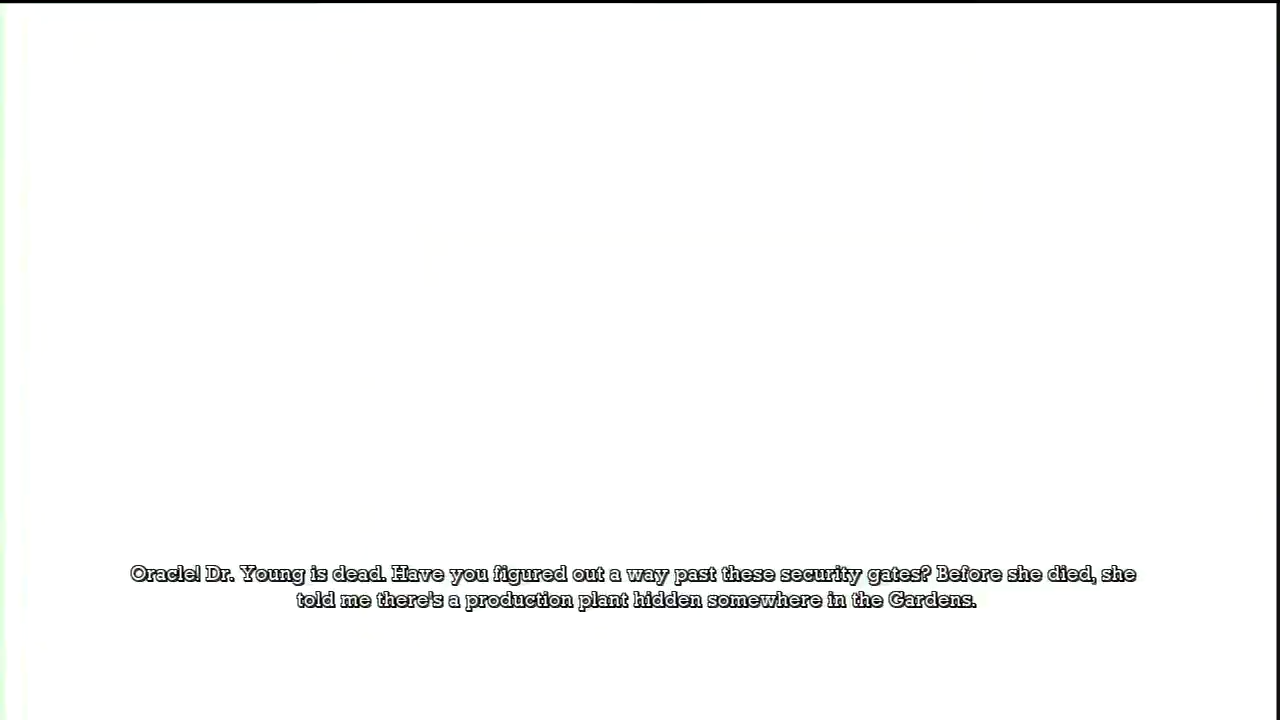 Oracle! Dr. Young is dead. Have you figured out a way past these security gates? Before she died, she
told me there's a production plant hidden somewhere in the Gardens.